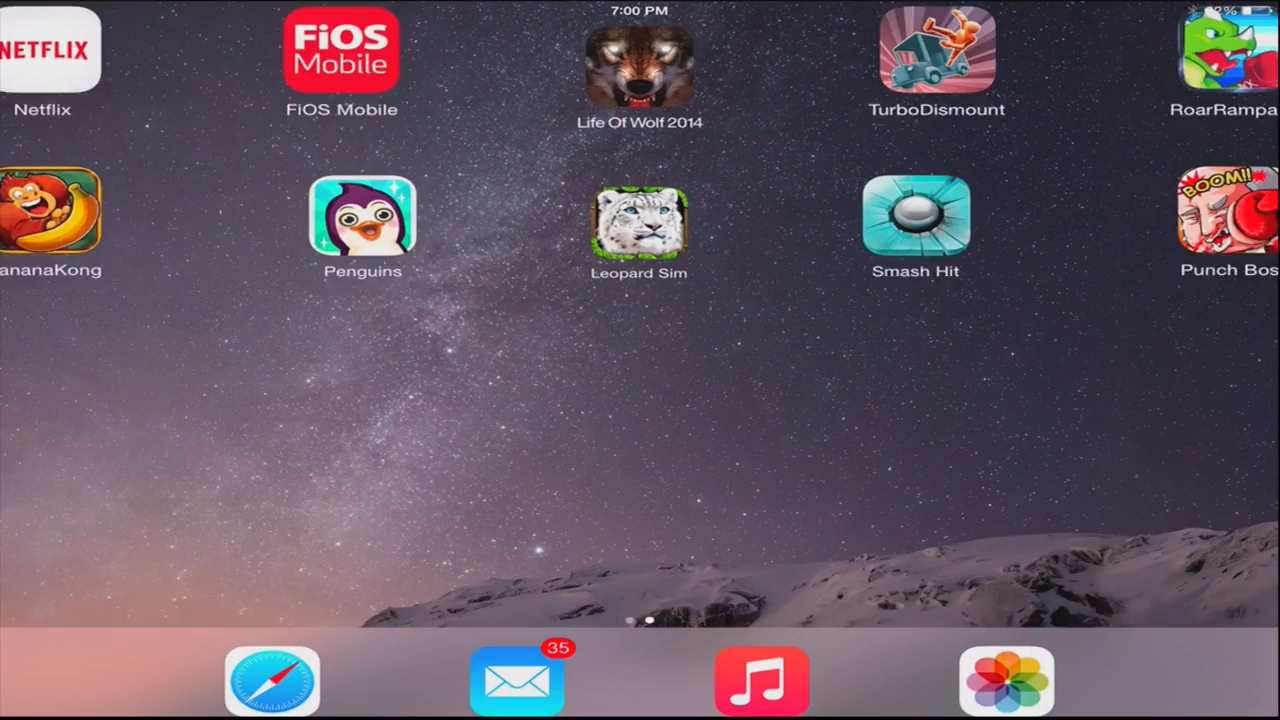 7:00 PM
NETFLIX
FiOS
Mobile
Netflix
FiOS Mobile
Life Of Wolf 2014
TurboDismount
RoarRampa
BOOM!!
ananaKong
Penguins
Leopard Sim
Smash Hit
Punch Bos
35